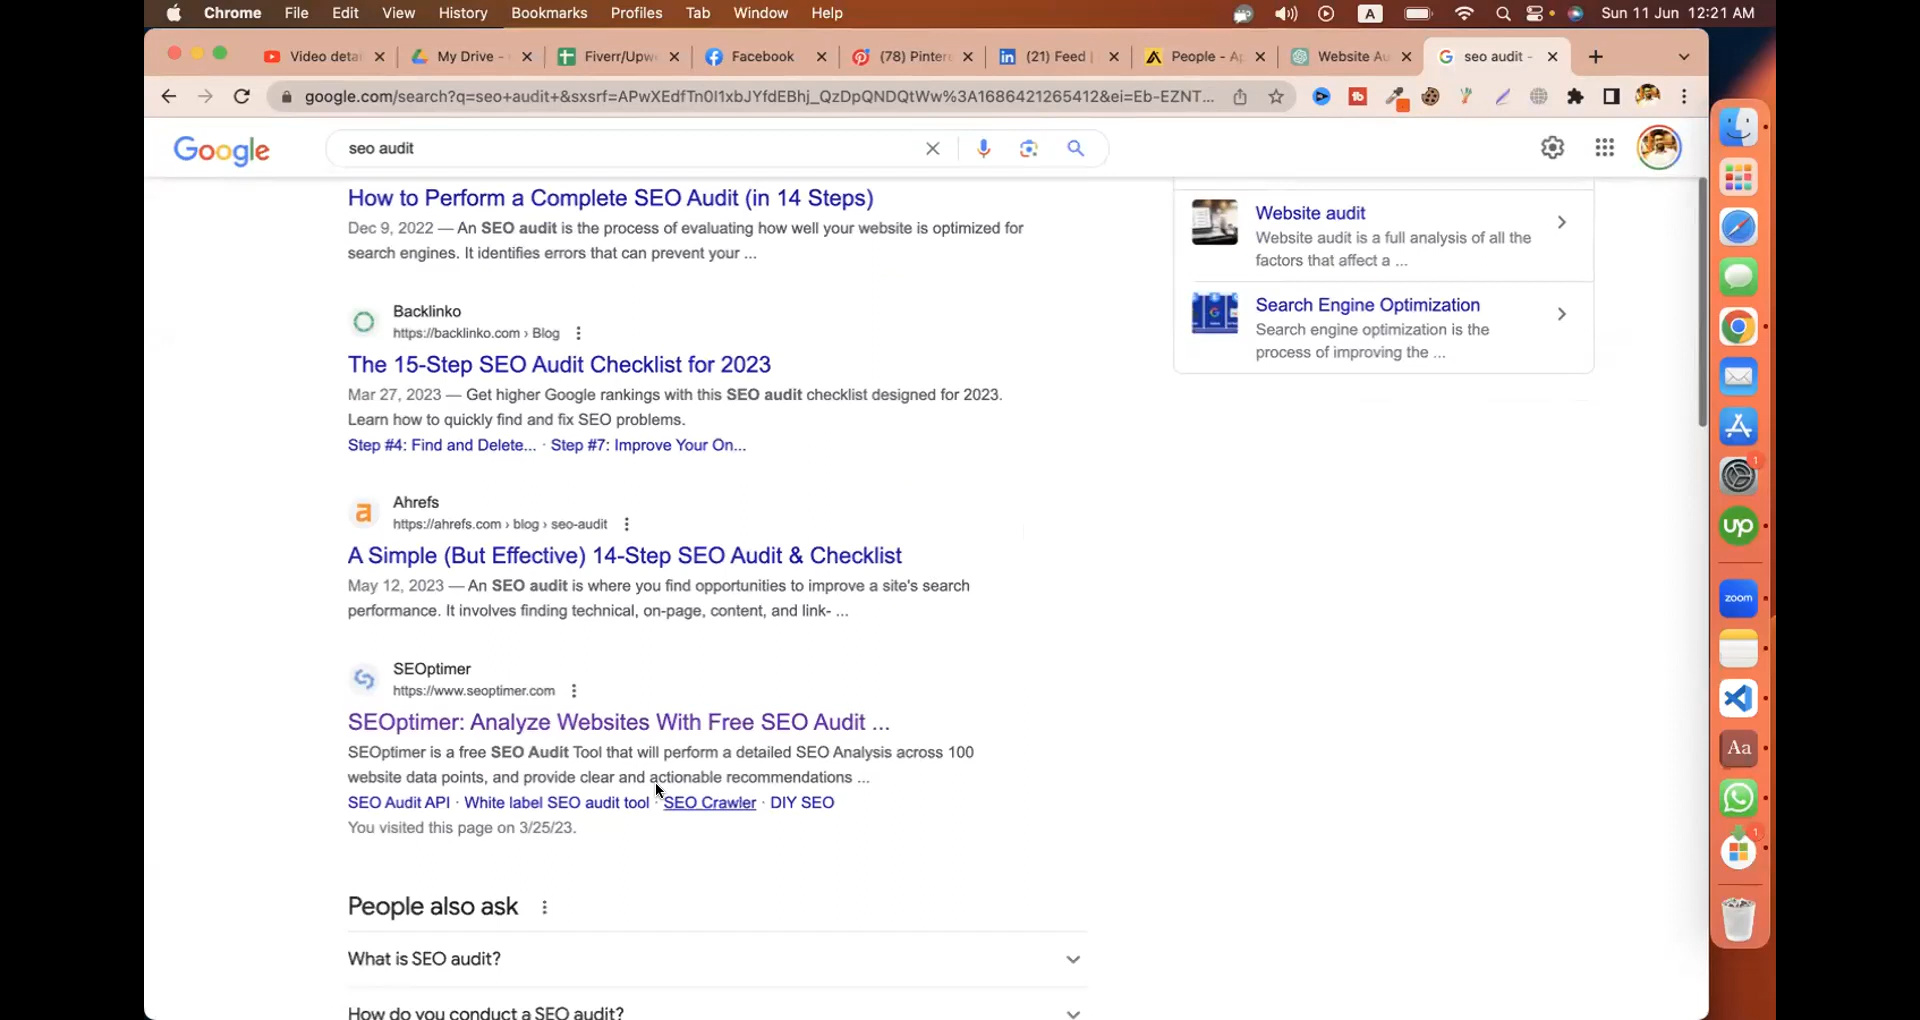 Chrome File Edit View History Bookmarks Profiles Tab Window Help A Sun 11 Jun 12:21 AM
Video detai My Drive - Fiverr/Upw Facebook (78) Pinter (21) Feed | People - Ap Website Au seo audit -
google.com/search?q=seo+audit+&sxsrf=APwXEdfTn0I1xbJYfdEBhj_QzDpQNDQtWw%3A1686421265412&ei=Eb-EZNT...
Google seo audit
How to Perform a Complete SEO Audit (in 14 Steps)
Dec 9, 2022 — An SEO audit is the process of evaluating how well your website is optimized for
search engines. It identifies errors that can prevent your ...
Backlinko
https://backlinko.com › Blog
The 15-Step SEO Audit Checklist for 2023
Mar 27, 2023 — Get higher Google rankings with this SEO audit checklist designed for 2023.
Learn how to quickly find and fix SEO problems.
Step #4: Find and Delete... · Step #7: Improve Your On...
Ahrefs
https://ahrefs.com › blog › seo-audit
A Simple (But Effective) 14-Step SEO Audit & Checklist
May 12, 2023 — An SEO audit is where you find opportunities to improve a site's search
performance. It involves finding technical, on-page, content, and link- ...
SEOptimer
https://www.seoptimer.com
SEOptimer: Analyze Websites With Free SEO Audit ...
SEOptimer is a free SEO Audit Tool that will perform a detailed SEO Analysis across 100
website data points, and provide clear and actionable recommendations ...
SEO Audit API · White label SEO audit tool · SEO Crawler · DIY SEO
You visited this page on 3/25/23.
People also ask
What is SEO audit?
How do you conduct a SEO audit?
Website audit
Website audit is a full analysis of all the
factors that affect a ...
Search Engine Optimization
Search engine optimization is the
process of improving the ...
1
up
zoom
Aa
1